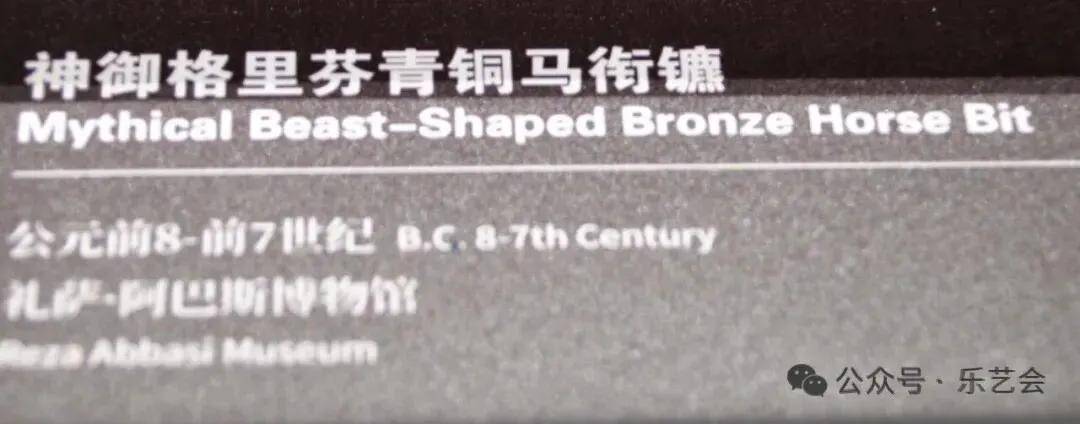 神御格里芬青铜马衔镳
Mythical Beast-Shaped Bronze Horse Bit
公元前8-前7世纪 B.C. 8-7th Century
礼萨·阿巴斯博物馆
Reza Abbasi Museum
公众号·乐艺会